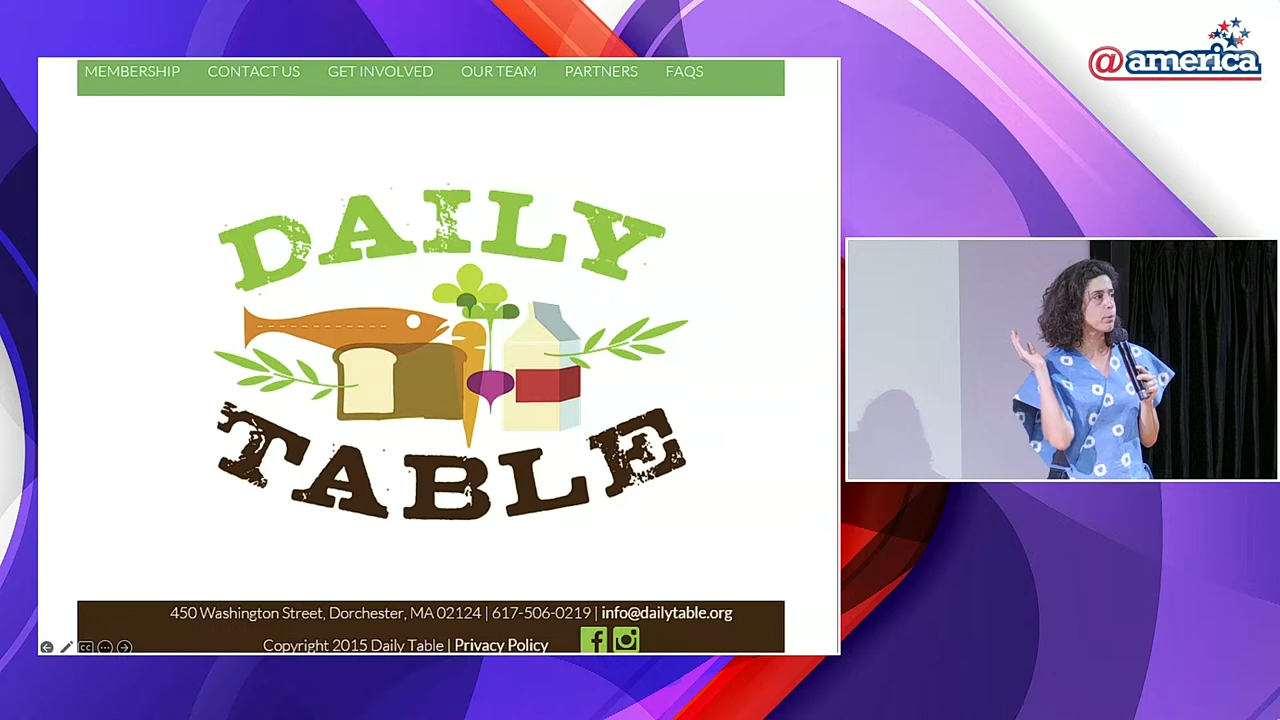 MEMBERSHIP CONTACT US GET INVOLVED OUR TEAM PARTNERS FAQS
@america
DAILY
TABLE
450 Washington Street, Dorchester, MA 02124 | 617-506-0219 | info@dailytable.org
Copyright 2015 Daily Table | Privacy Policy